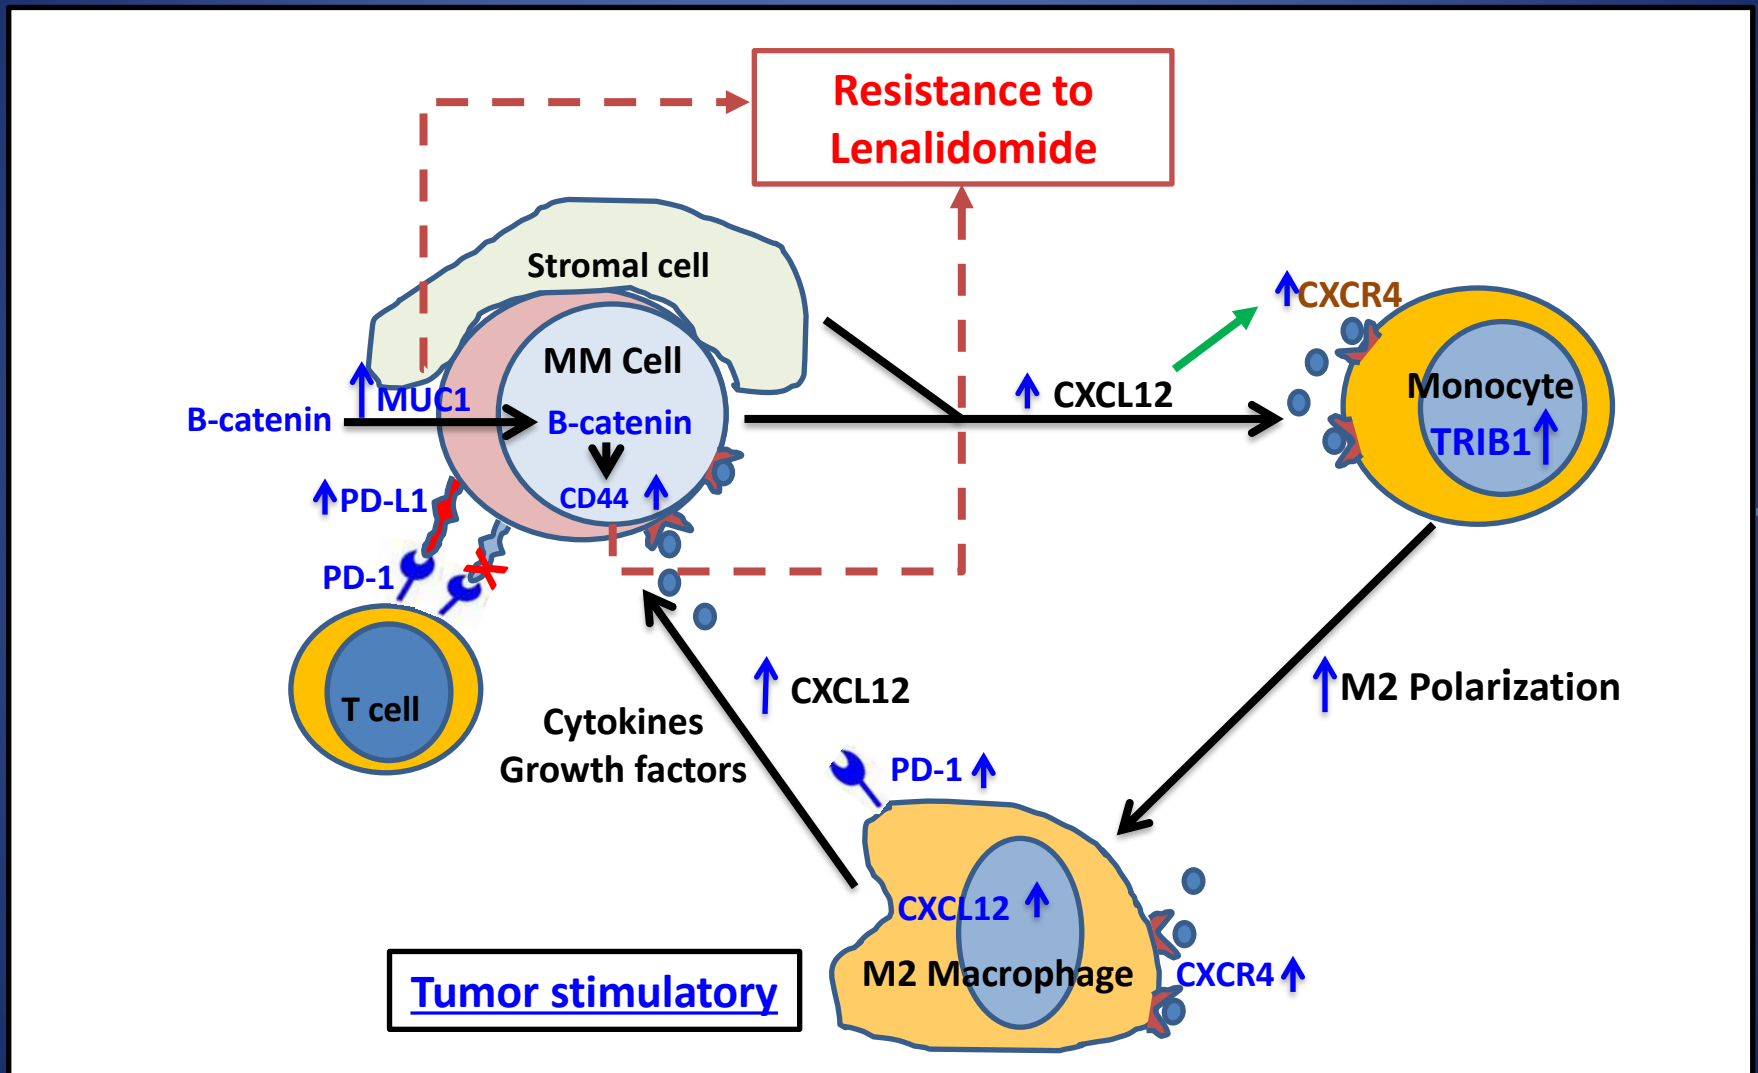 Resistance to
Lenalidomide
Stromal cell
MM Cell
MUC1
B-catenin
B-catenin
CD44
PD-L1
PD-1
T cell
CXCL12
CXCR4
Monocyte
TRIB1
M2 Polarization
CXCL12
Cytokines
Growth factors
PD-1
CXCL12
M2 Macrophage
CXCR4
Tumor stimulatory